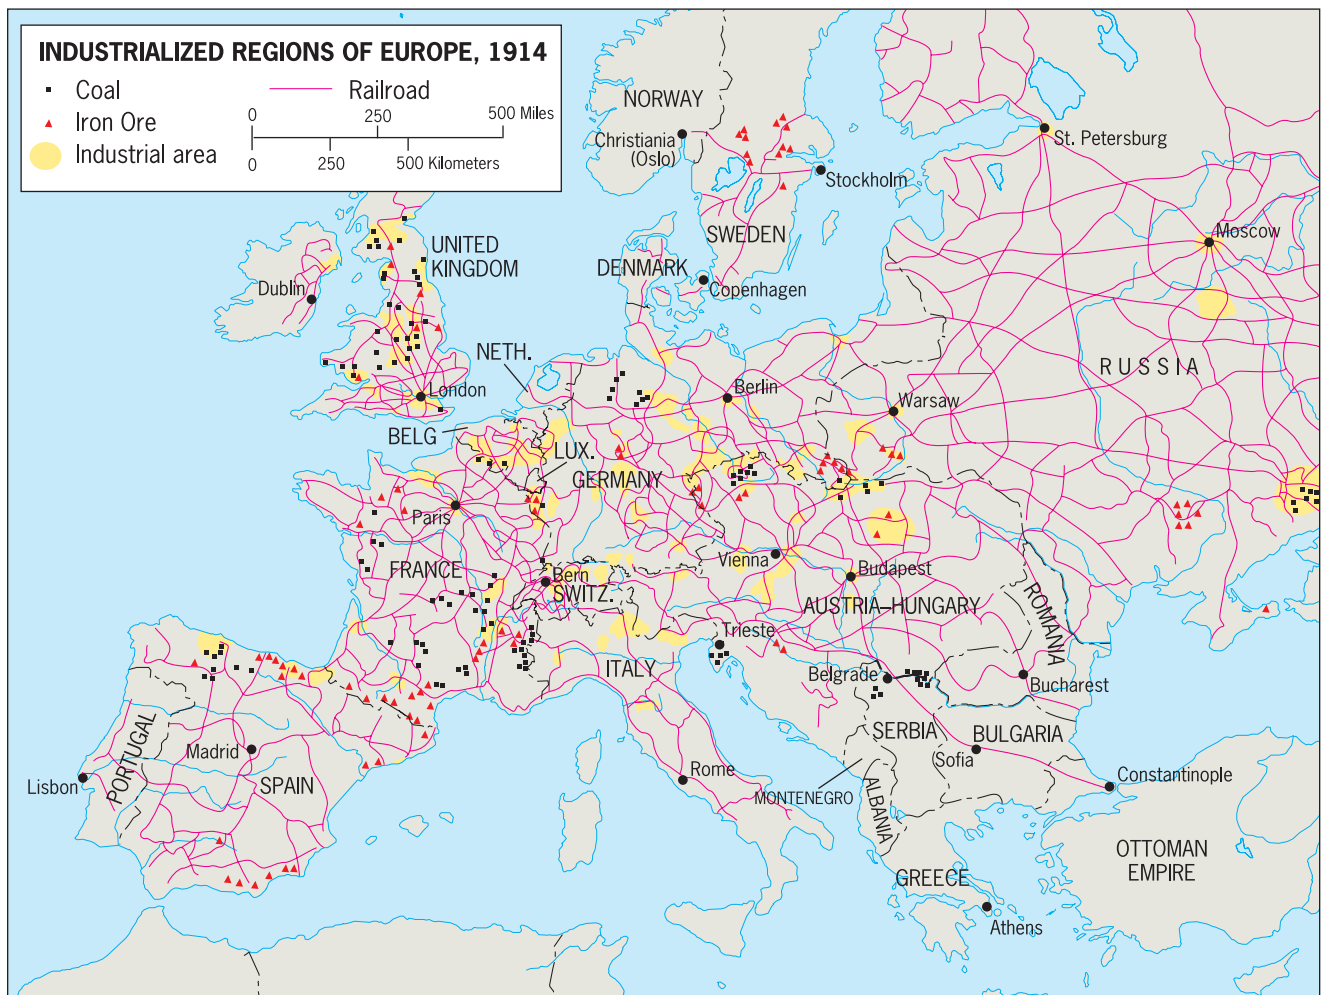 INDUSTRIALIZED REGIONS OF EUROPE, 1914
Coal
Railroad
Iron Ore
Industrial area
0 250 500 Miles
0 250 500 Kilometers
NORWAY
Christiania
(Oslo)
St. Petersburg
Stockholm
SWEDEN
Moscow
UNITED
KINGDOM
DENMARK
Dublin
Copenhagen
NETH.
RUSSIA
London
Berlin
Warsaw
BELG
LUX.
GERMANY
Paris
Vienna
FRANCE
Bern
SWITZ.
Budapest
AUSTRIA–HUNGARY
ROMANIA
Trieste
ITALY
Belgrade
Bucharest
PORTUGAL
Madrid
SERBIA
BULGARIA
Sofia
Lisbon
SPAIN
Rome
Constantinople
MONTENEGRO
ALBANIA
OTTOMAN
EMPIRE
GREECE
Athens